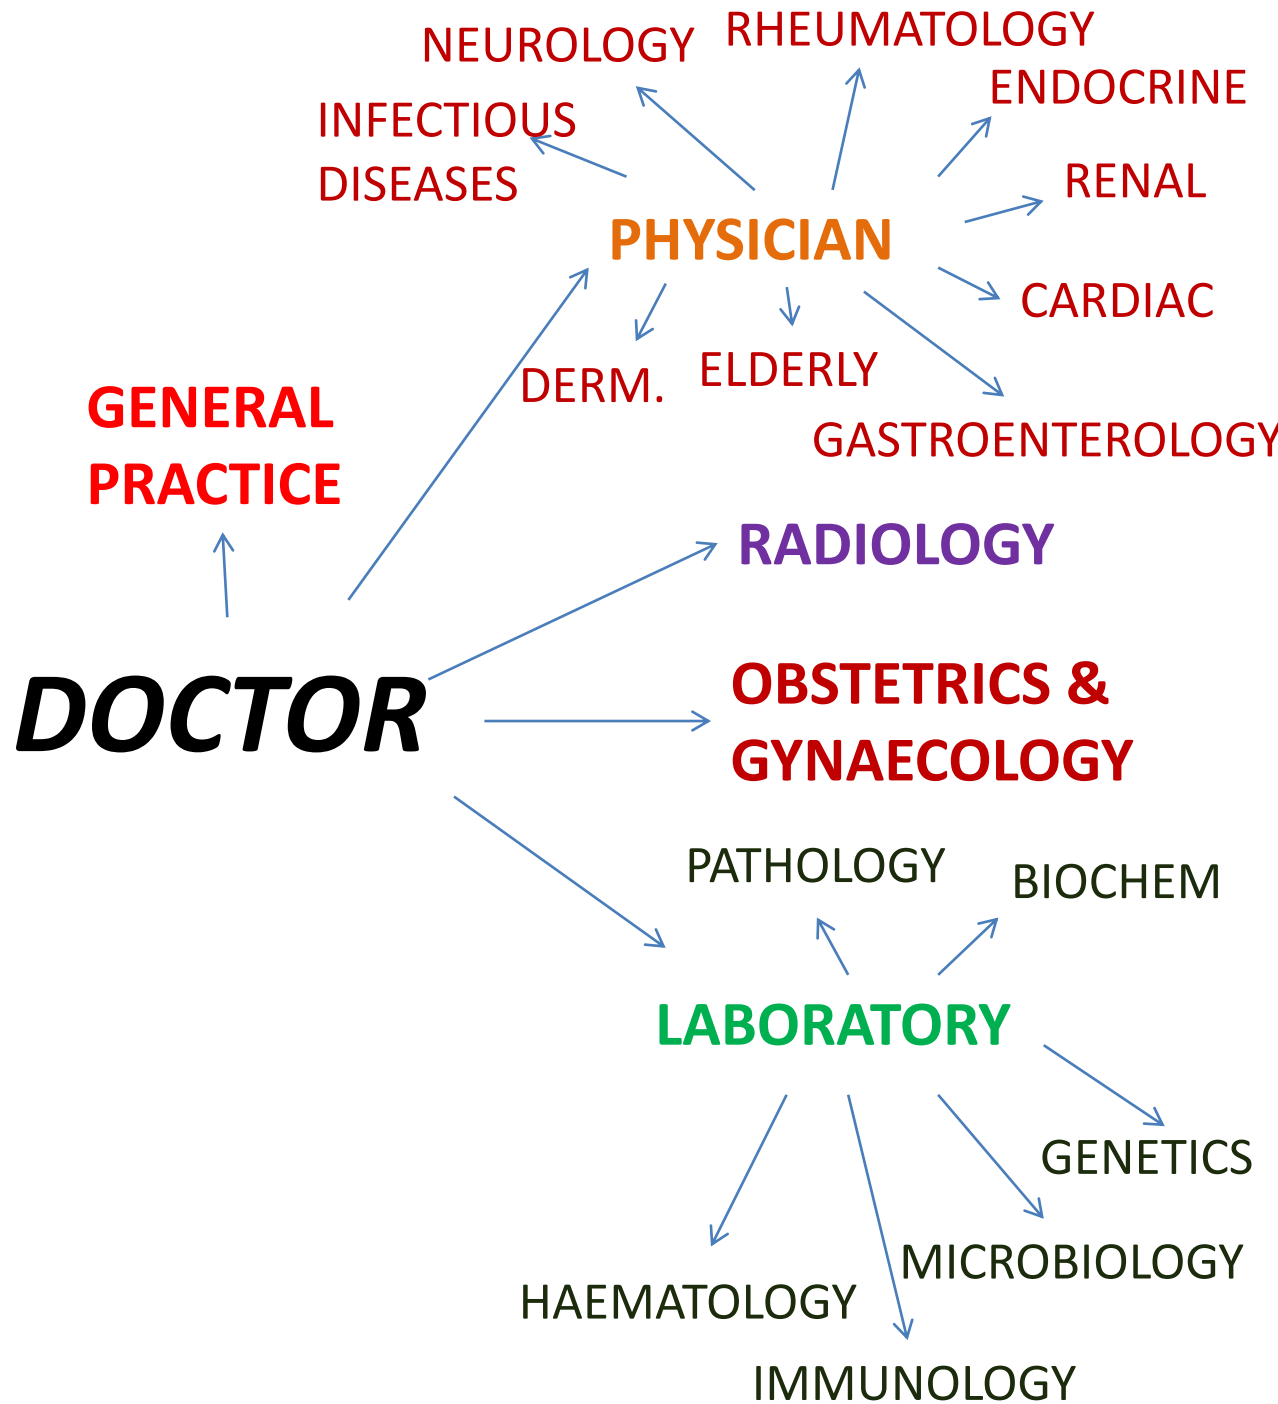 NEUROLOGY
RHEUMATOLOGY
ENDOCRINE
INFECTIOUS
DISEASES
RENAL
PHYSICIAN
CARDIAC
DERM.
ELDERLY
GASTROENTEROLOGY
GENERAL
PRACTICE
RADIOLOGY
DOCTOR
OBSTETRICS &
GYNAECOLOGY
PATHOLOGY
BIOCHEM
LABORATORY
GENETICS
MICROBIOLOGY
HAEMATOLOGY
IMMUNOLOGY